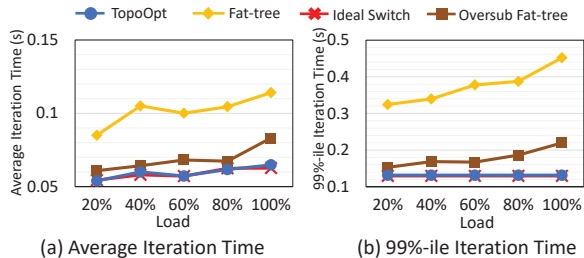 TopoOpt Fat-tree Ideal Switch Oversub Fat-tree
Average Iteration Time (s)
0.15
0.1
0.05
20% 40% 60% 80% 100%
Load
(a) Average Iteration Time
99%-ile Iteration Time (s)
0.5
0.4
0.3
0.2
0.1
20% 40% 60% 80% 100%
Load
(b) 99%-ile Iteration Time